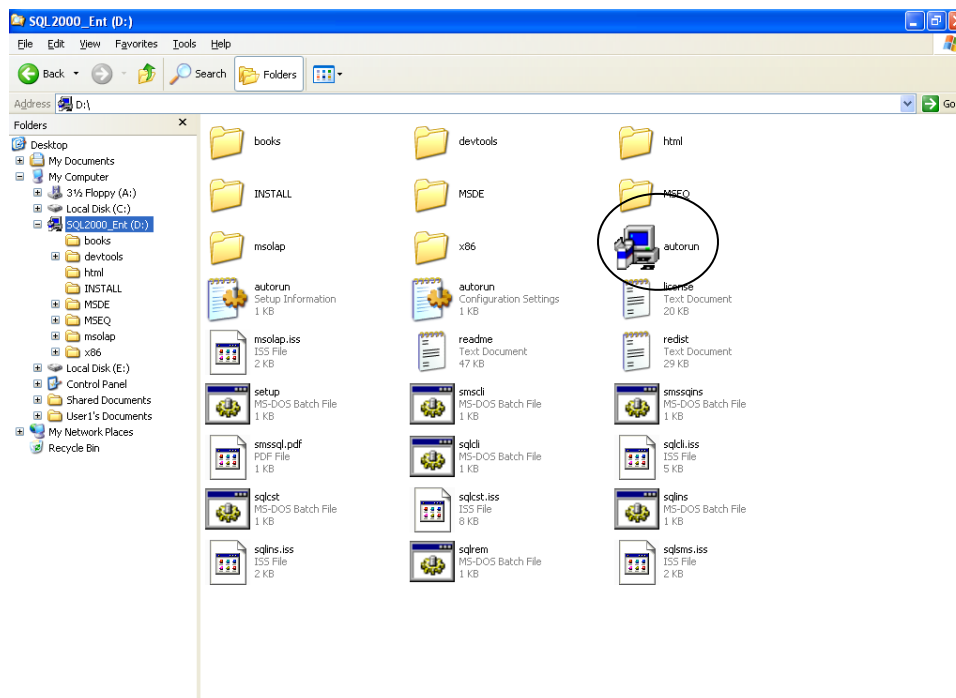 SQL2000_Ent (D:)
File Edit View Favorites Tools Help
Back Search Folders
Address D:\ Go
Folders
Desktop
My Documents
My Computer
3½ Floppy (A:)
Local Disk (C:)
SQL2000_Ent (D:)
books
devtools
html
INSTALL
MSDE
MSEQ
msolap
x86
Local Disk (E:)
Control Panel
Shared Documents
User1's Documents
My Network Places
Recycle Bin
books devtools html
INSTALL MSDE MSEQ
msolap x86 autorun
autorun autorun license
Setup Information Configuration Settings Text Document
1 KB 1 KB 20 KB
msolap.iss readme redist
ISS File Text Document Text Document
2 KB 47 KB 29 KB
setup smscli smssqins
MS-DOS Batch File MS-DOS Batch File MS-DOS Batch File
1 KB 1 KB 1 KB
smssql.pdf sqlcli sqlcli.iss
PDF File MS-DOS Batch File ISS File
1 KB 1 KB 5 KB
sqlcst sqlcst.iss sqlins
MS-DOS Batch File ISS File MS-DOS Batch File
1 KB 8 KB 1 KB
sqlins.iss sqlrem sqlsms.iss
ISS File MS-DOS Batch File ISS File
2 KB 1 KB 2 KB